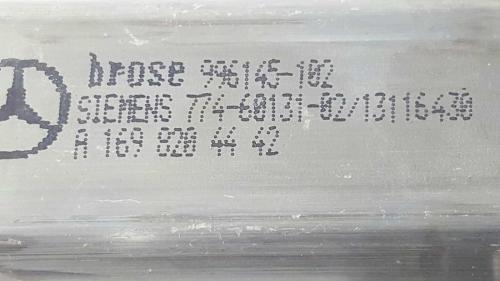 brose 996145-102
SIEMENS 774-60131-02/13116430
A 169 820 44 42